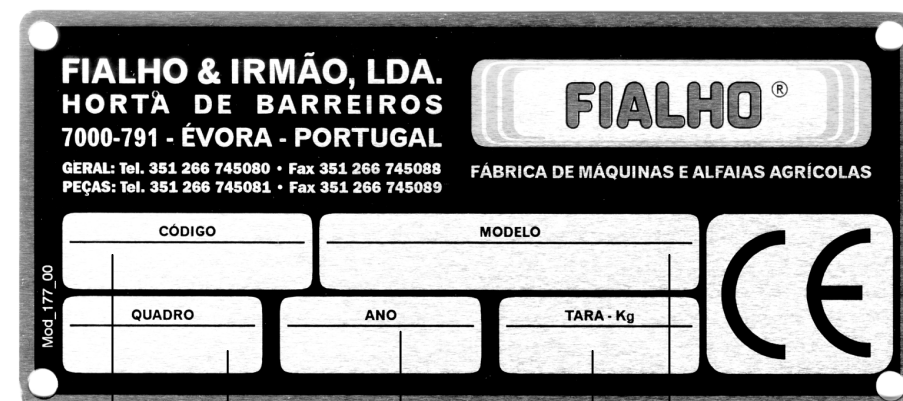 FIALHO & IRMÃO, LDA.
HORTA DE BARREIROS
7000-791 - ÉVORA - PORTUGAL
GERAL: Tel. 351 266 745080 • Fax 351 266 745088
PEÇAS: Tel. 351 266 745081 • Fax 351 266 745089
FIALHO ®
FÁBRICA DE MÁQUINAS E ALFAIAS AGRÍCOLAS
CÓDIGO
MODELO
QUADRO
ANO
TARA - Kg
CE
Mod_177_00